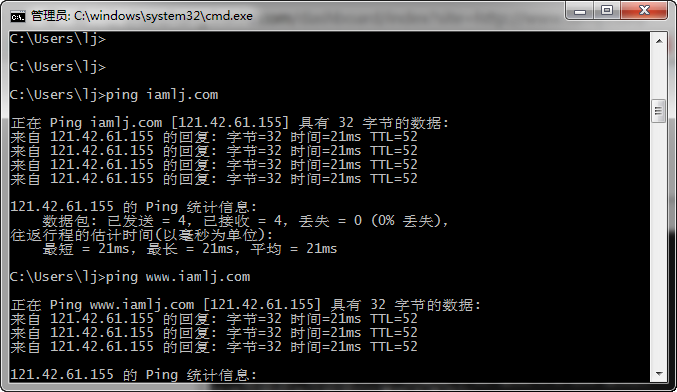 管理员: C:\windows\system32\cmd.exe
C:\Users\lj>
C:\Users\lj>
C:\Users\lj>ping iamlj.com
正在 Ping iamlj.com [121.42.61.155] 具有 32 字节的数据:
来自 121.42.61.155 的回复: 字节=32 时间=21ms TTL=52
来自 121.42.61.155 的回复: 字节=32 时间=21ms TTL=52
来自 121.42.61.155 的回复: 字节=32 时间=21ms TTL=52
来自 121.42.61.155 的回复: 字节=32 时间=21ms TTL=52
121.42.61.155 的 Ping 统计信息:
数据包: 已发送 = 4，已接收 = 4，丢失 = 0 (0% 丢失)，
往返行程的估计时间(以毫秒为单位):
最短 = 21ms，最长 = 21ms，平均 = 21ms
C:\Users\lj>ping www.iamlj.com
正在 Ping www.iamlj.com [121.42.61.155] 具有 32 字节的数据:
来自 121.42.61.155 的回复: 字节=32 时间=21ms TTL=52
来自 121.42.61.155 的回复: 字节=32 时间=21ms TTL=52
来自 121.42.61.155 的回复: 字节=32 时间=21ms TTL=52
121.42.61.155 的 Ping 统计信息: